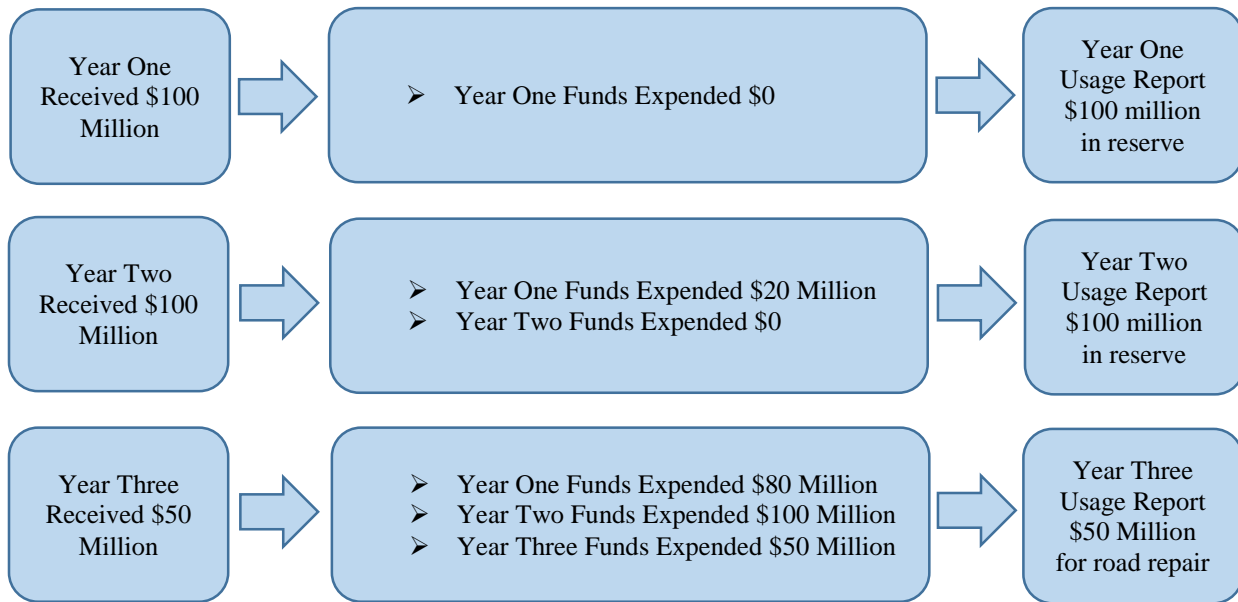 Year One
Received $100
Million
➢ Year One Funds Expended $0
Year One
Usage Report
$100 million
in reserve
Year Two
Received $100
Million
➢ Year One Funds Expended $20 Million
➢ Year Two Funds Expended $0
Year Two
Usage Report
$100 million
in reserve
Year Three
Received $50
Million
➢ Year One Funds Expended $80 Million
➢ Year Two Funds Expended $100 Million
➢ Year Three Funds Expended $50 Million
Year Three
Usage Report
$50 Million
for road repair